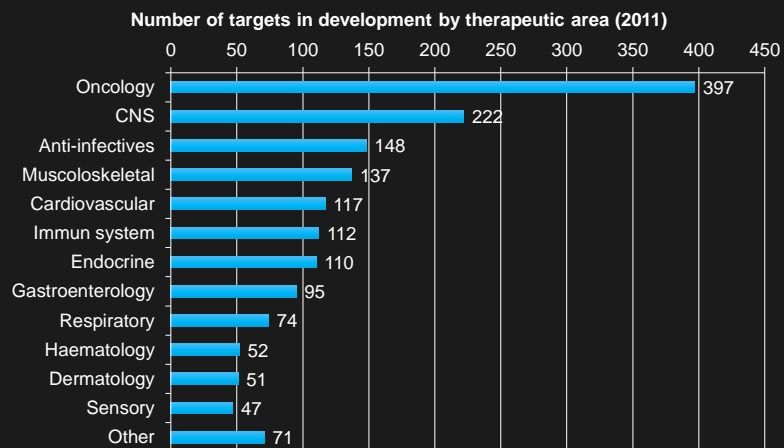 Number of targets in development by therapeutic area (2011)
0 50 100 150 200 250 300 350 400 450
Oncology 397
CNS 222
Anti-infectives 148
Muscoloskeletal 137
Cardiovascular 117
Immun system 112
Endocrine 110
Gastroenterology 95
Respiratory 74
Haematology 52
Dermatology 51
Sensory 47
Other 71